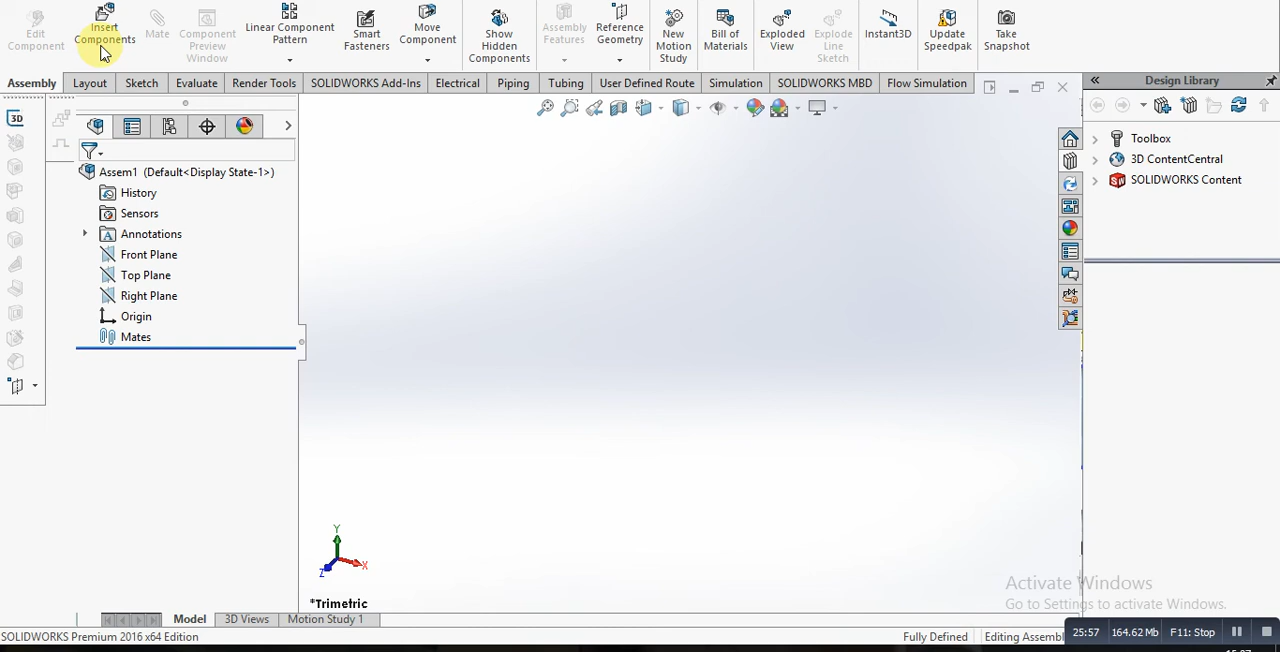 Edit Component
Insert Components
Mate
Component Preview Window
Linear Component Pattern
Smart Fasteners
Move Component
Show Hidden Components
Assembly Features
Reference Geometry
New Motion Study
Bill of Materials
Exploded View
Explode Line Sketch
Instant3D
Update Speedpak
Take Snapshot
Assembly
Layout
Sketch
Evaluate
Render Tools
SOLIDWORKS Add-Ins
Electrical
Piping
Tubing
User Defined Route
Simulation
SOLIDWORKS MBD
Flow Simulation
Design Library
3D
Toolbox
3D ContentCentral
SOLIDWORKS Content
Assem1 (Default<Display State-1>)
History
Sensors
Annotations
Front Plane
Top Plane
Right Plane
Origin
Mates
Y
X
Z
*Trimetric
Activate Windows
Go to Settings to activate Windows.
Model
3D Views
Motion Study 1
SOLIDWORKS Premium 2016 x64 Edition
Fully Defined
Editing Assembl
25:57
164.62Mb
F11: Stop